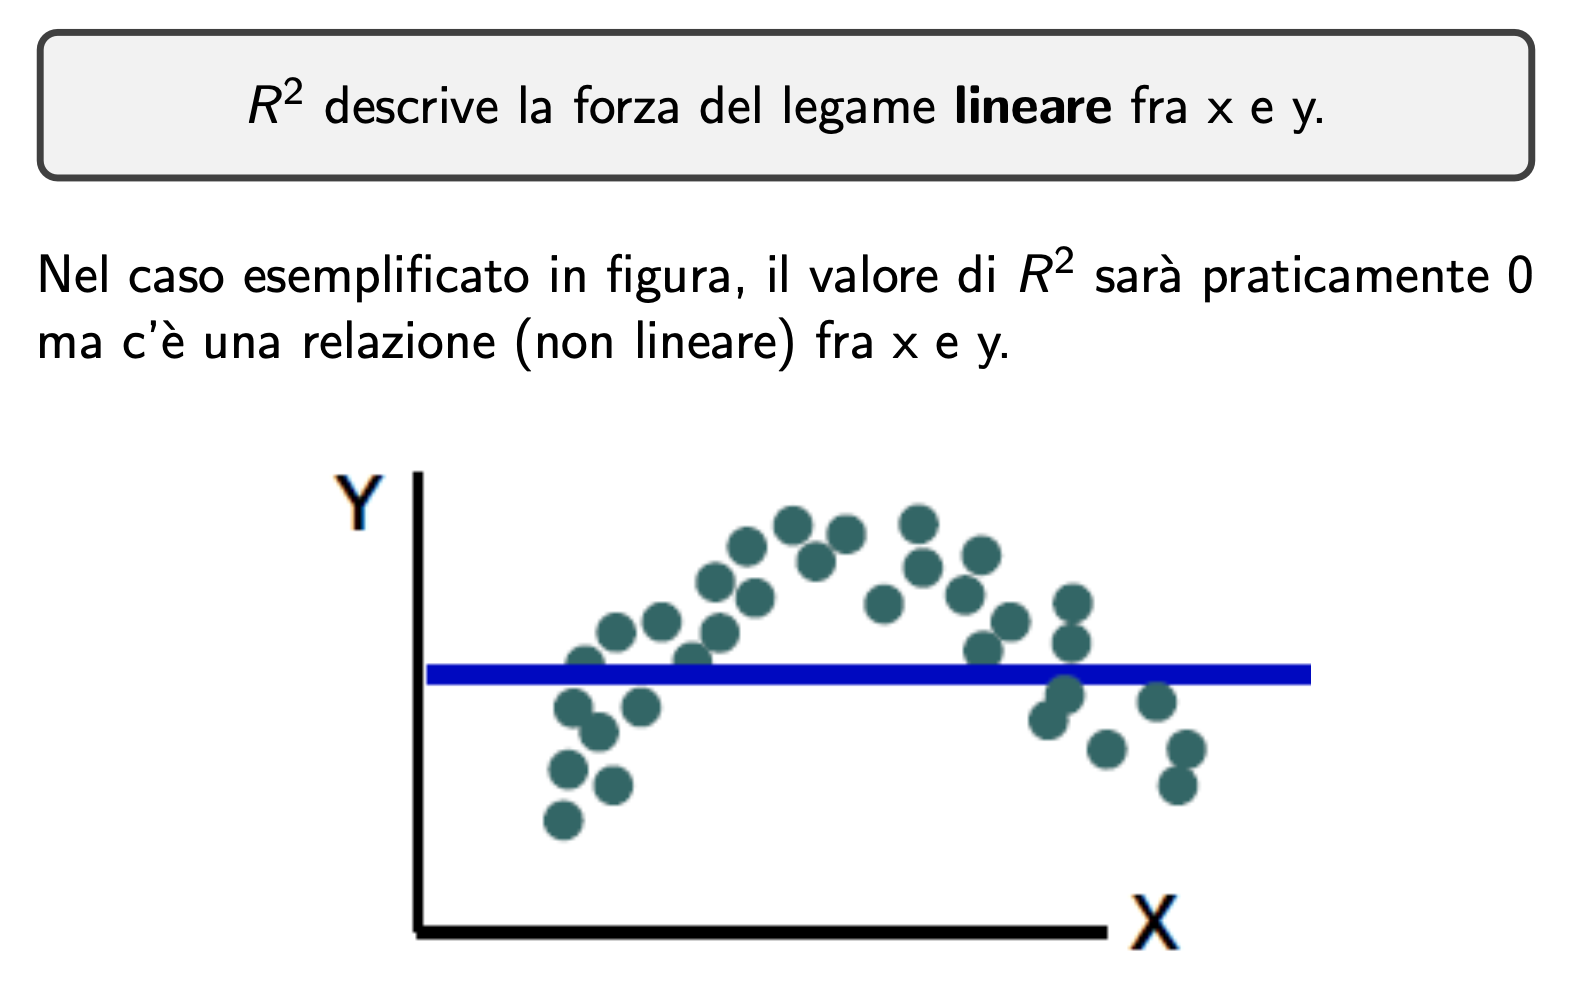 R² descrive la forza del legame lineare fra x e y.
Nel caso esemplificato in figura, il valore di R² sarà praticamente 0
ma c'è una relazione (non lineare) fra x e y.
Y
X